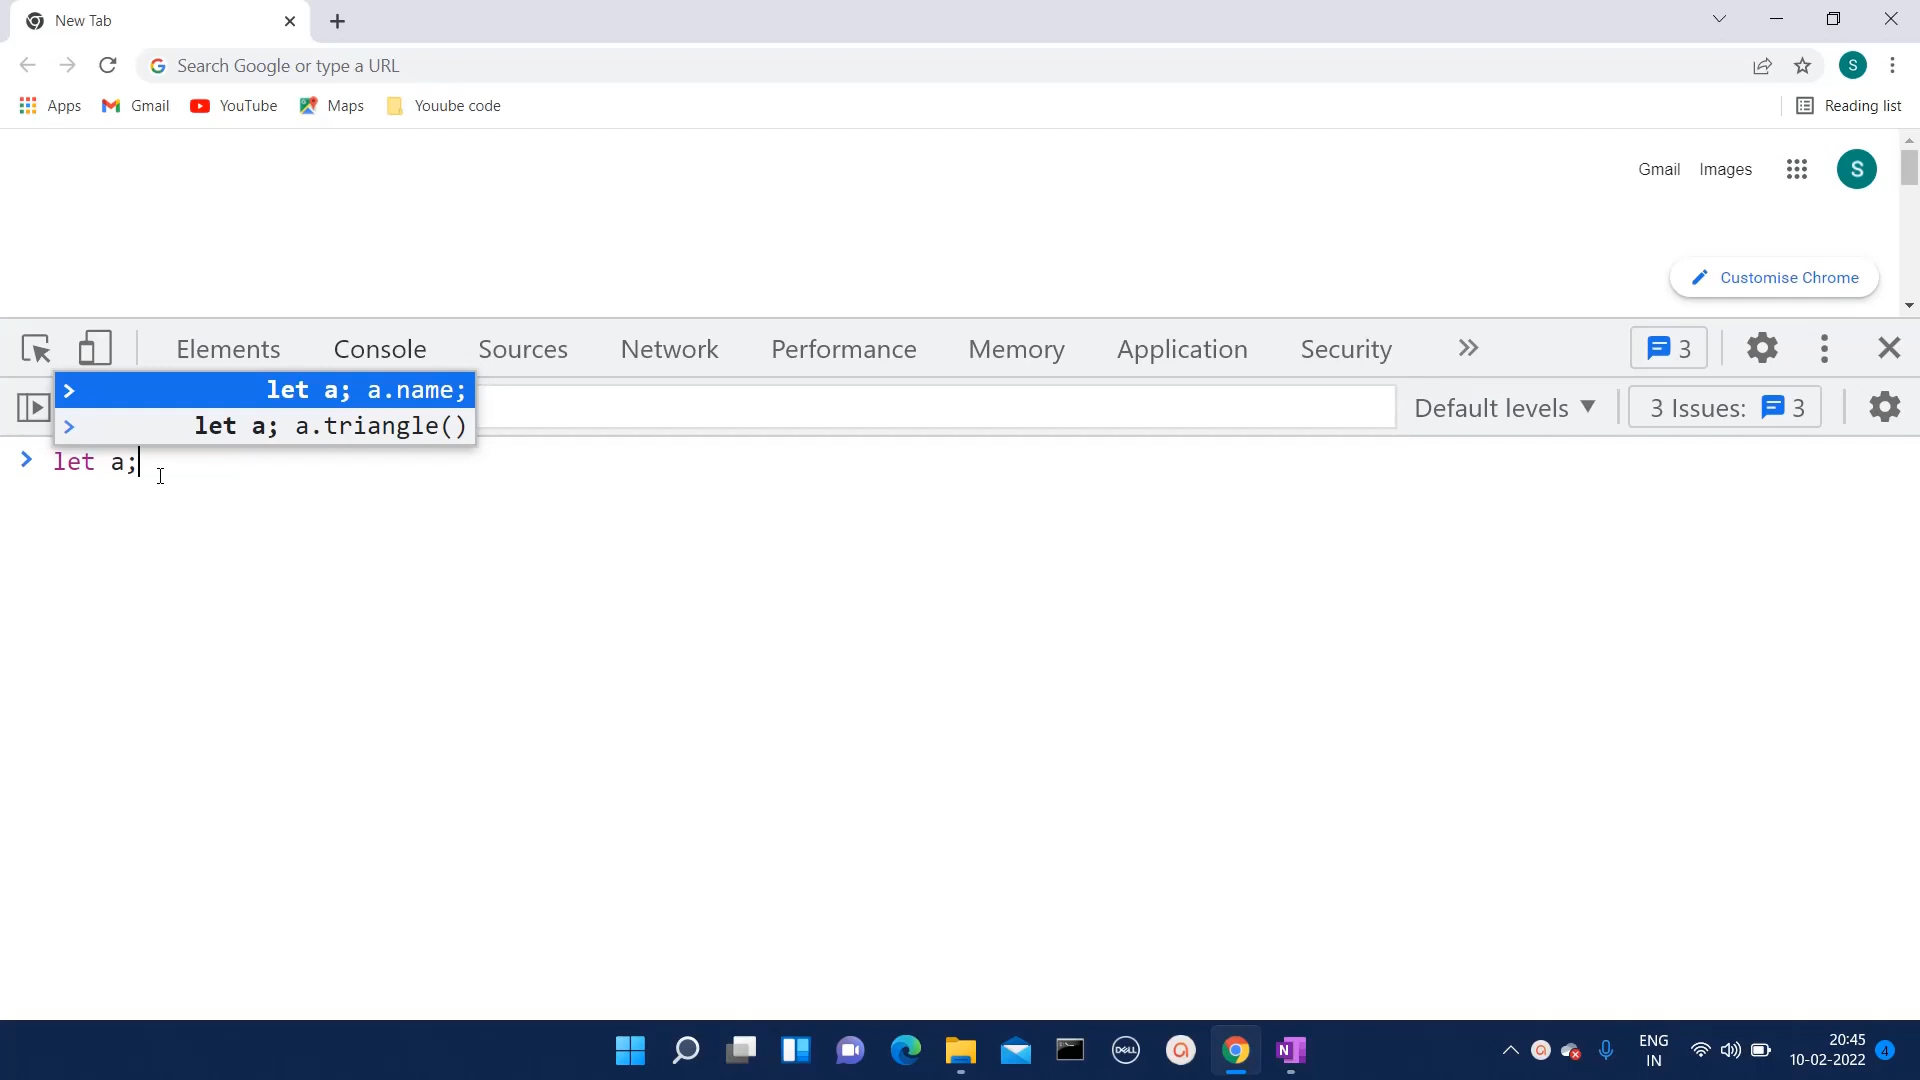 New Tab
Search Google or type a URL
S
Apps Gmail YouTube Maps Youube code
Reading list
Gmail Images
S
Customise Chrome
Elements Console Sources Network Performance Memory Application Security
3
Default levels
3 Issues: 3
let a; a.name;
let a; a.triangle()
let a;
DELL
N
ENG
IN
20:45
10-02-2022
4